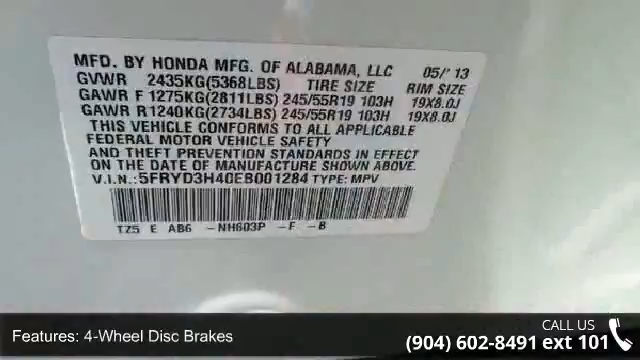 MFD. BY HONDA MFG. OF ALABAMA, LLC 05/'13
GVWR 2435KG(5368LBS) TIRE SIZE RIM SIZE
GAWR F 1275KG(2811LBS) 245/55R19 103H 19X8.0J
GAWR R1240KG(2734LBS) 245/55R19 103H 19X8.0J
THIS VEHICLE CONFORMS TO ALL APPLICABLE
FEDERAL MOTOR VEHICLE SAFETY
AND THEFT PREVENTION STANDARDS IN EFFECT
ON THE DATE OF MANUFACTURE SHOWN ABOVE.
V.I.N.:5FRYD3H40EB001284 TYPE: MPV
TZ5 E AB6 -NH603P -F -B
Features: 4-Wheel Disc Brakes
(904) 602-8491 ext 101